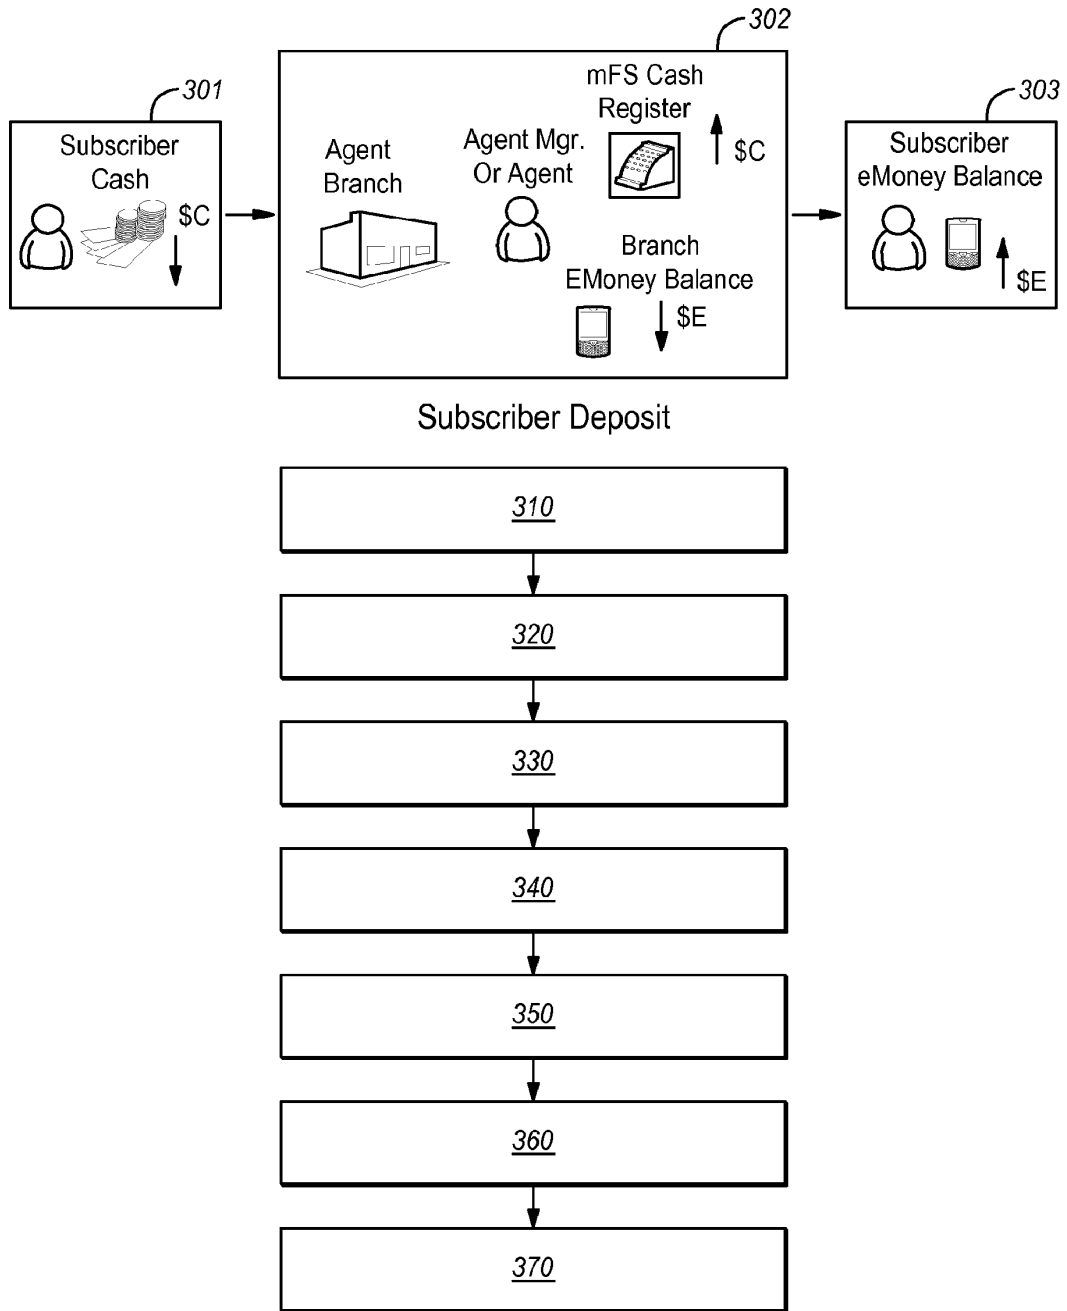 302
301
Subscriber
Cash
$C
Agent
Branch
Agent Mgr.
Or Agent
mFS Cash
Register
$C
Branch
EMoney Balance
$E
303
Subscriber
eMoney Balance
$E
Subscriber Deposit
310
320
330
340
350
360
370